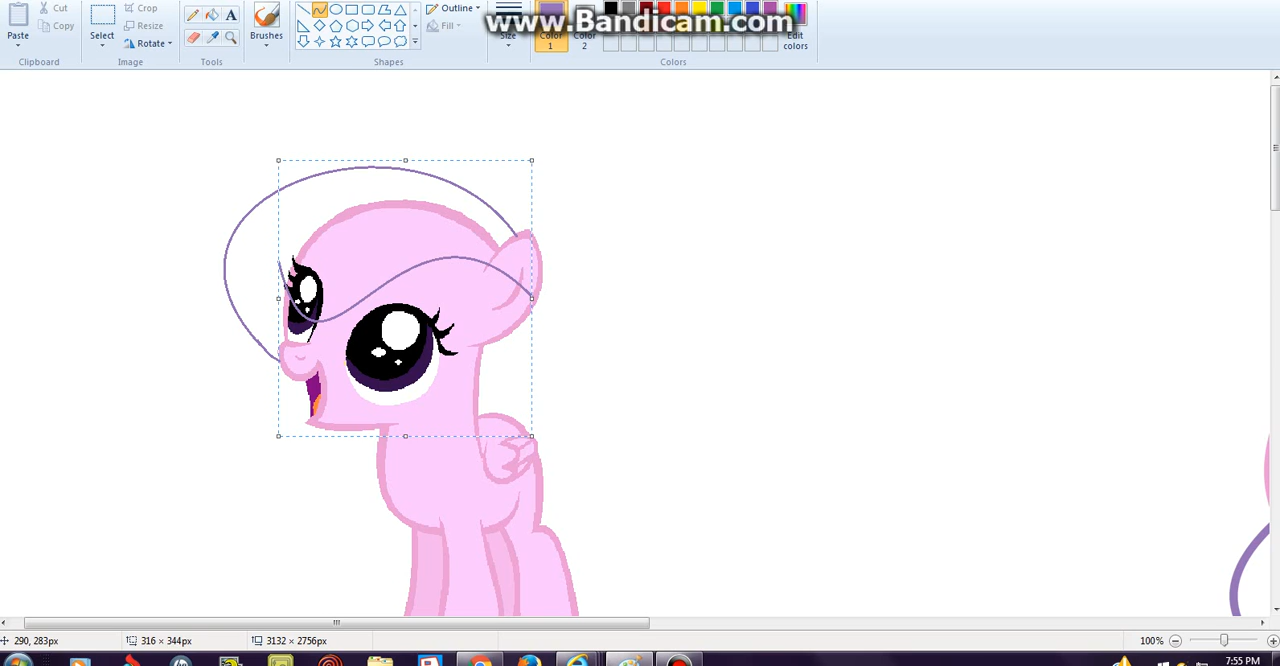 www.Bandicam.com
Paste
Cut
Copy
Clipboard
Select
Crop
Resize
Rotate
Image
Tools
Brushes
Shapes
Outline
Fill
Size
Color 1
Color 2
Edit colors
Colors
290, 283px
316 × 344px
3132 × 2756px
100%
7:55 PM